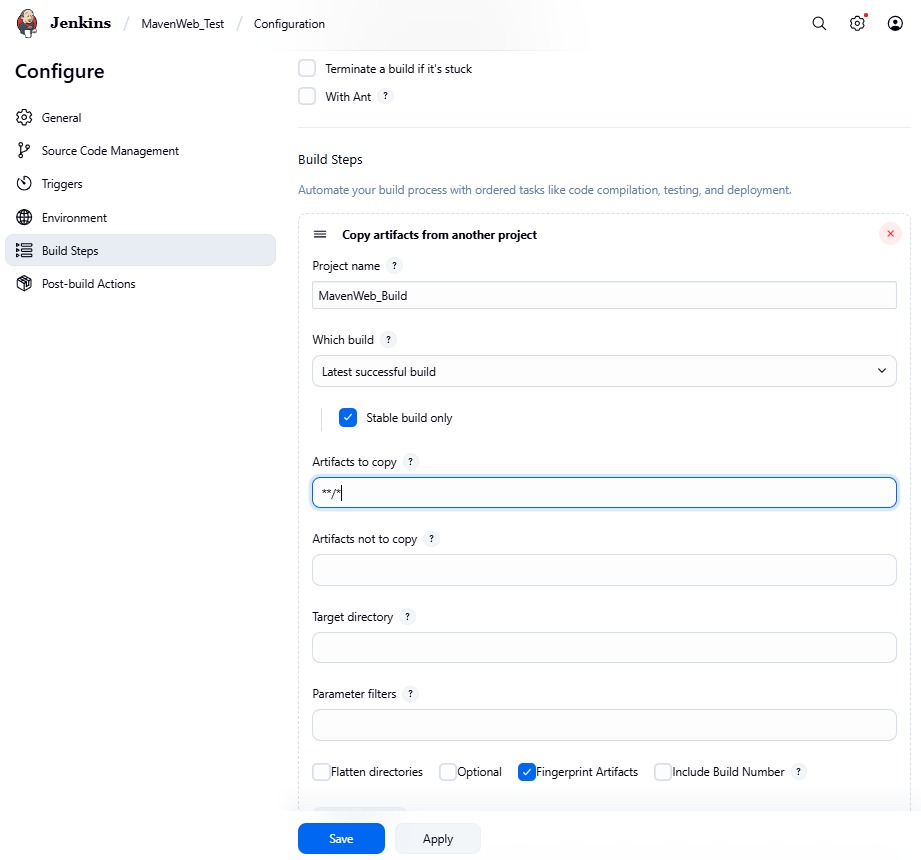 Jenkins / MavenWeb_Test / Configuration
Configure
General
Source Code Management
Triggers
Environment
Build Steps
Post-build Actions
Terminate a build if it's stuck
With Ant ?
Build Steps
Automate your build process with ordered tasks like code compilation, testing, and deployment.
Copy artifacts from another project
Project name ?
MavenWeb_Build
Which build ?
Latest successful build
Stable build only
Artifacts to copy ?
**/*
Artifacts not to copy ?
Target directory ?
Parameter filters ?
Flatten directories Optional Fingerprint Artifacts Include Build Number ?
Save Apply